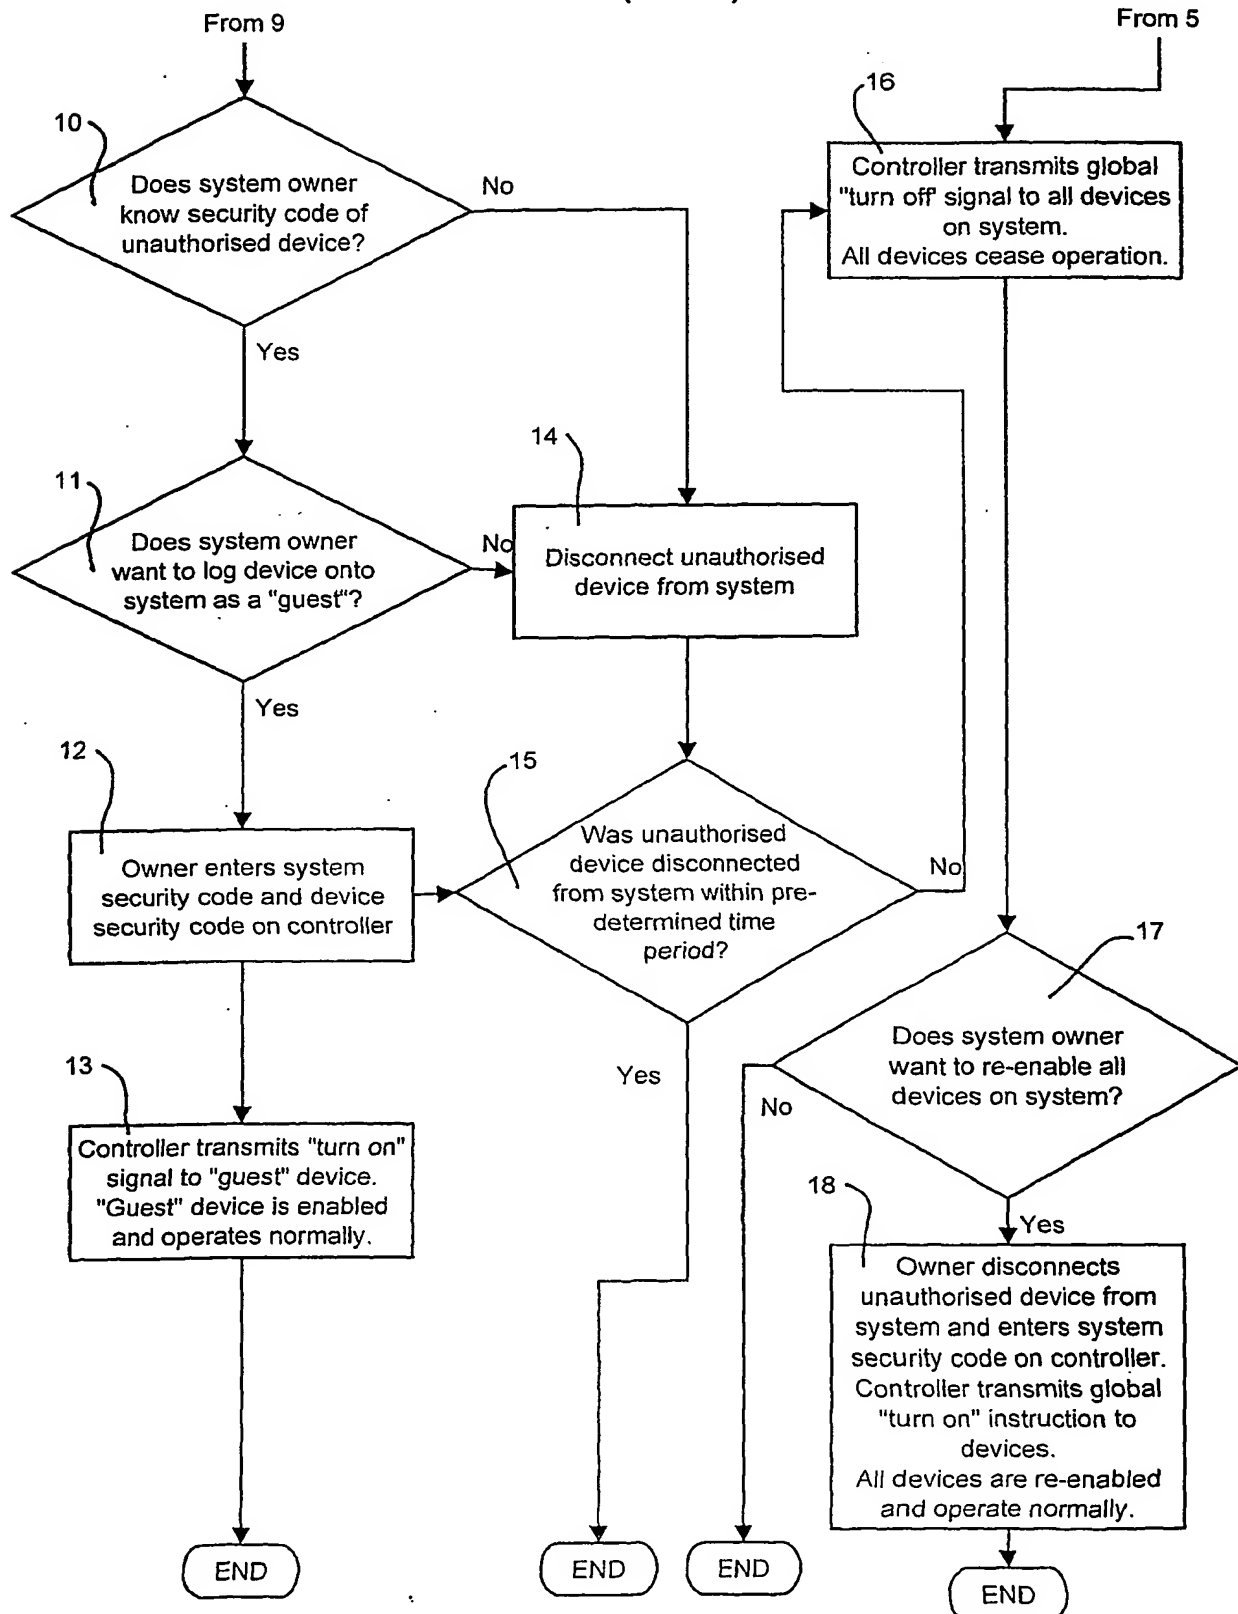 From 9
From 5
10
Does system owner
know security code of
unauthorised device?
No
Yes
16
Controller transmits global
"turn off' signal to all devices
on system.
All devices cease operation.
11
Does system owner
want to log device onto
system as a "guest"?
No
Yes
14
Disconnect unauthorised
device from system
12
Owner enters system
security code and device
security code on controller
15
Was unauthorised
device disconnected
from system within pre-
determined time
period?
No
Yes
13
Controller transmits "turn on"
signal to "guest" device.
"Guest" device is enabled
and operates normally.
17
Does system owner
want to re-enable all
devices on system?
No
Yes
18
Owner disconnects
unauthorised device from
system and enters system
security code on controller.
Controller transmits global
"turn on" instruction to
devices.
All devices are re-enabled
and operate normally.
END
END
END
END